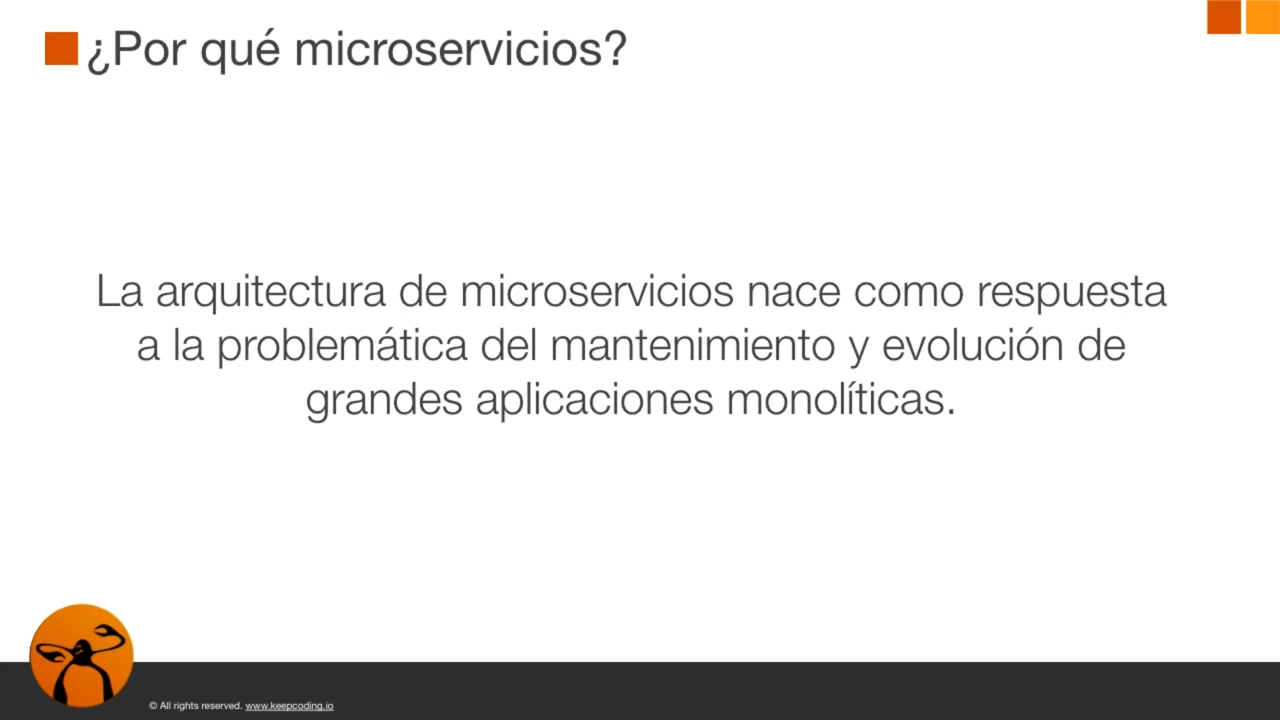 ¿Por qué microservicios?
La arquitectura de microservicios nace como respuesta
a la problemática del mantenimiento y evolución de
grandes aplicaciones monolíticas.
© All rights reserved. www.keepcoding.io